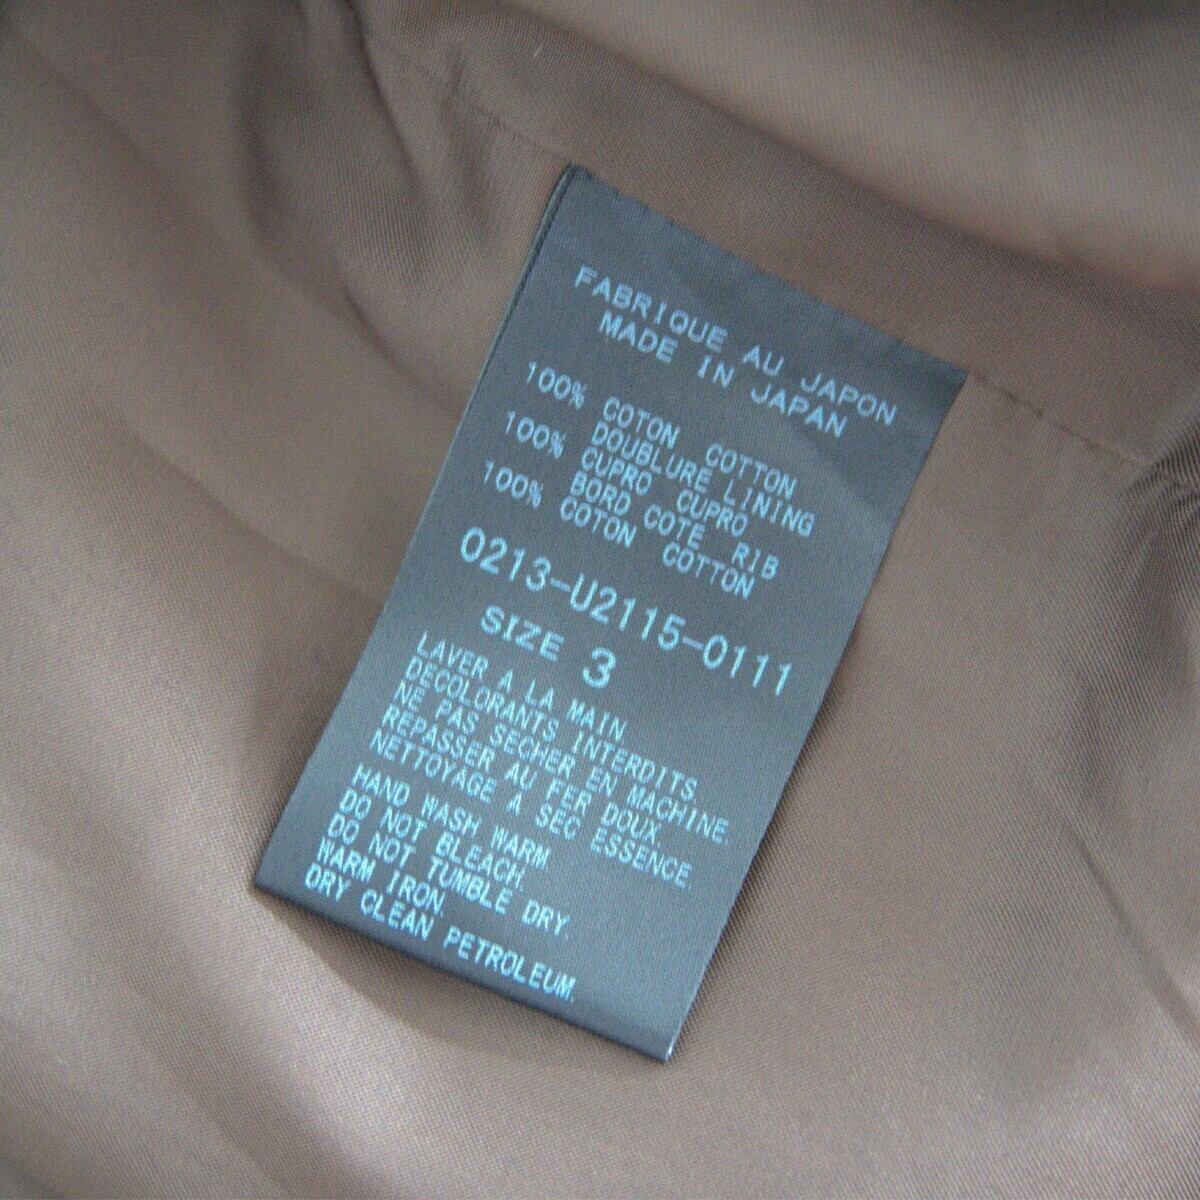 FABRIQUE AU JAPON
MADE IN JAPAN
100% COTON COTTON
DOUBLURE LINING
100% CUPRO CUPRO
BORD COTE RIB
100% COTON COTTON
0213-U2115-0111
SIZE 3
LAVER A LA MAIN
DECOLORANTS INTERDITS.
NE PAS SECHER EN MACHINE.
REPASSER AU FER DOUX.
NETTOYAGE A SEC ESSENCE.
HAND WASH WARM.
DO NOT BLEACH.
DO NOT TUMBLE DRY.
WARM IRON.
DRY CLEAN PETROLEUM.